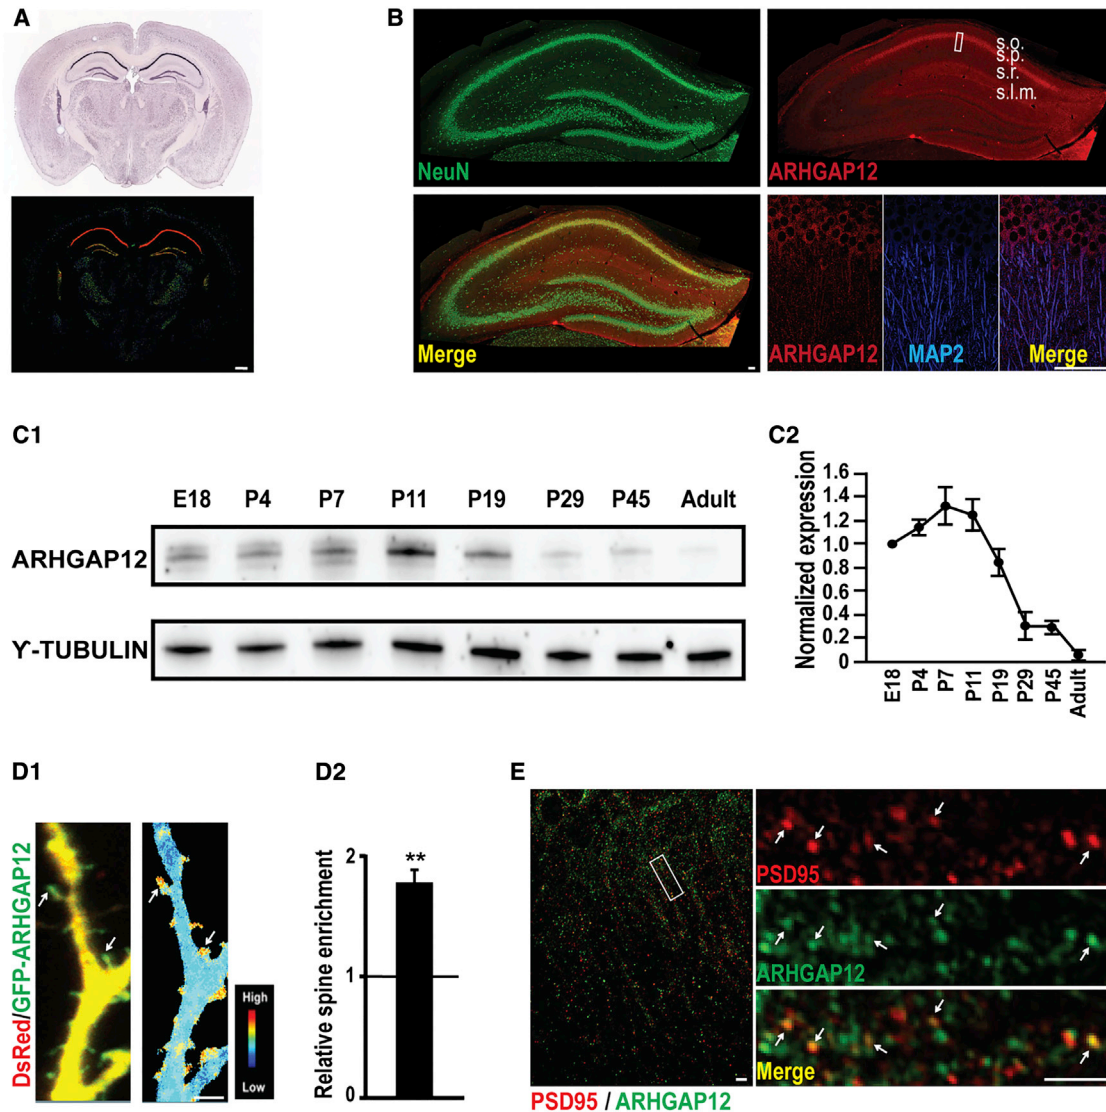 A
B
NeuN
s.o.
s.p.
s.r.
s.l.m.
ARHGAP12
Merge
ARHGAP12
MAP2
Merge
C1
E18 P4 P7 P11 P19 P29 P45 Adult
ARHGAP12
ϒ-TUBULIN
C2
Normalized expression
1.6
1.4
1.2
1.0
0.8
0.6
0.4
0.2
0
E18 P4 P7 P11 P19 P29 P45 Adult
D1
DsRed/GFP-ARHGAP12
High
Low
D2
Relative spine enrichment
2
1
0
**
E
PSD95 / ARHGAP12
PSD95
ARHGAP12
Merge